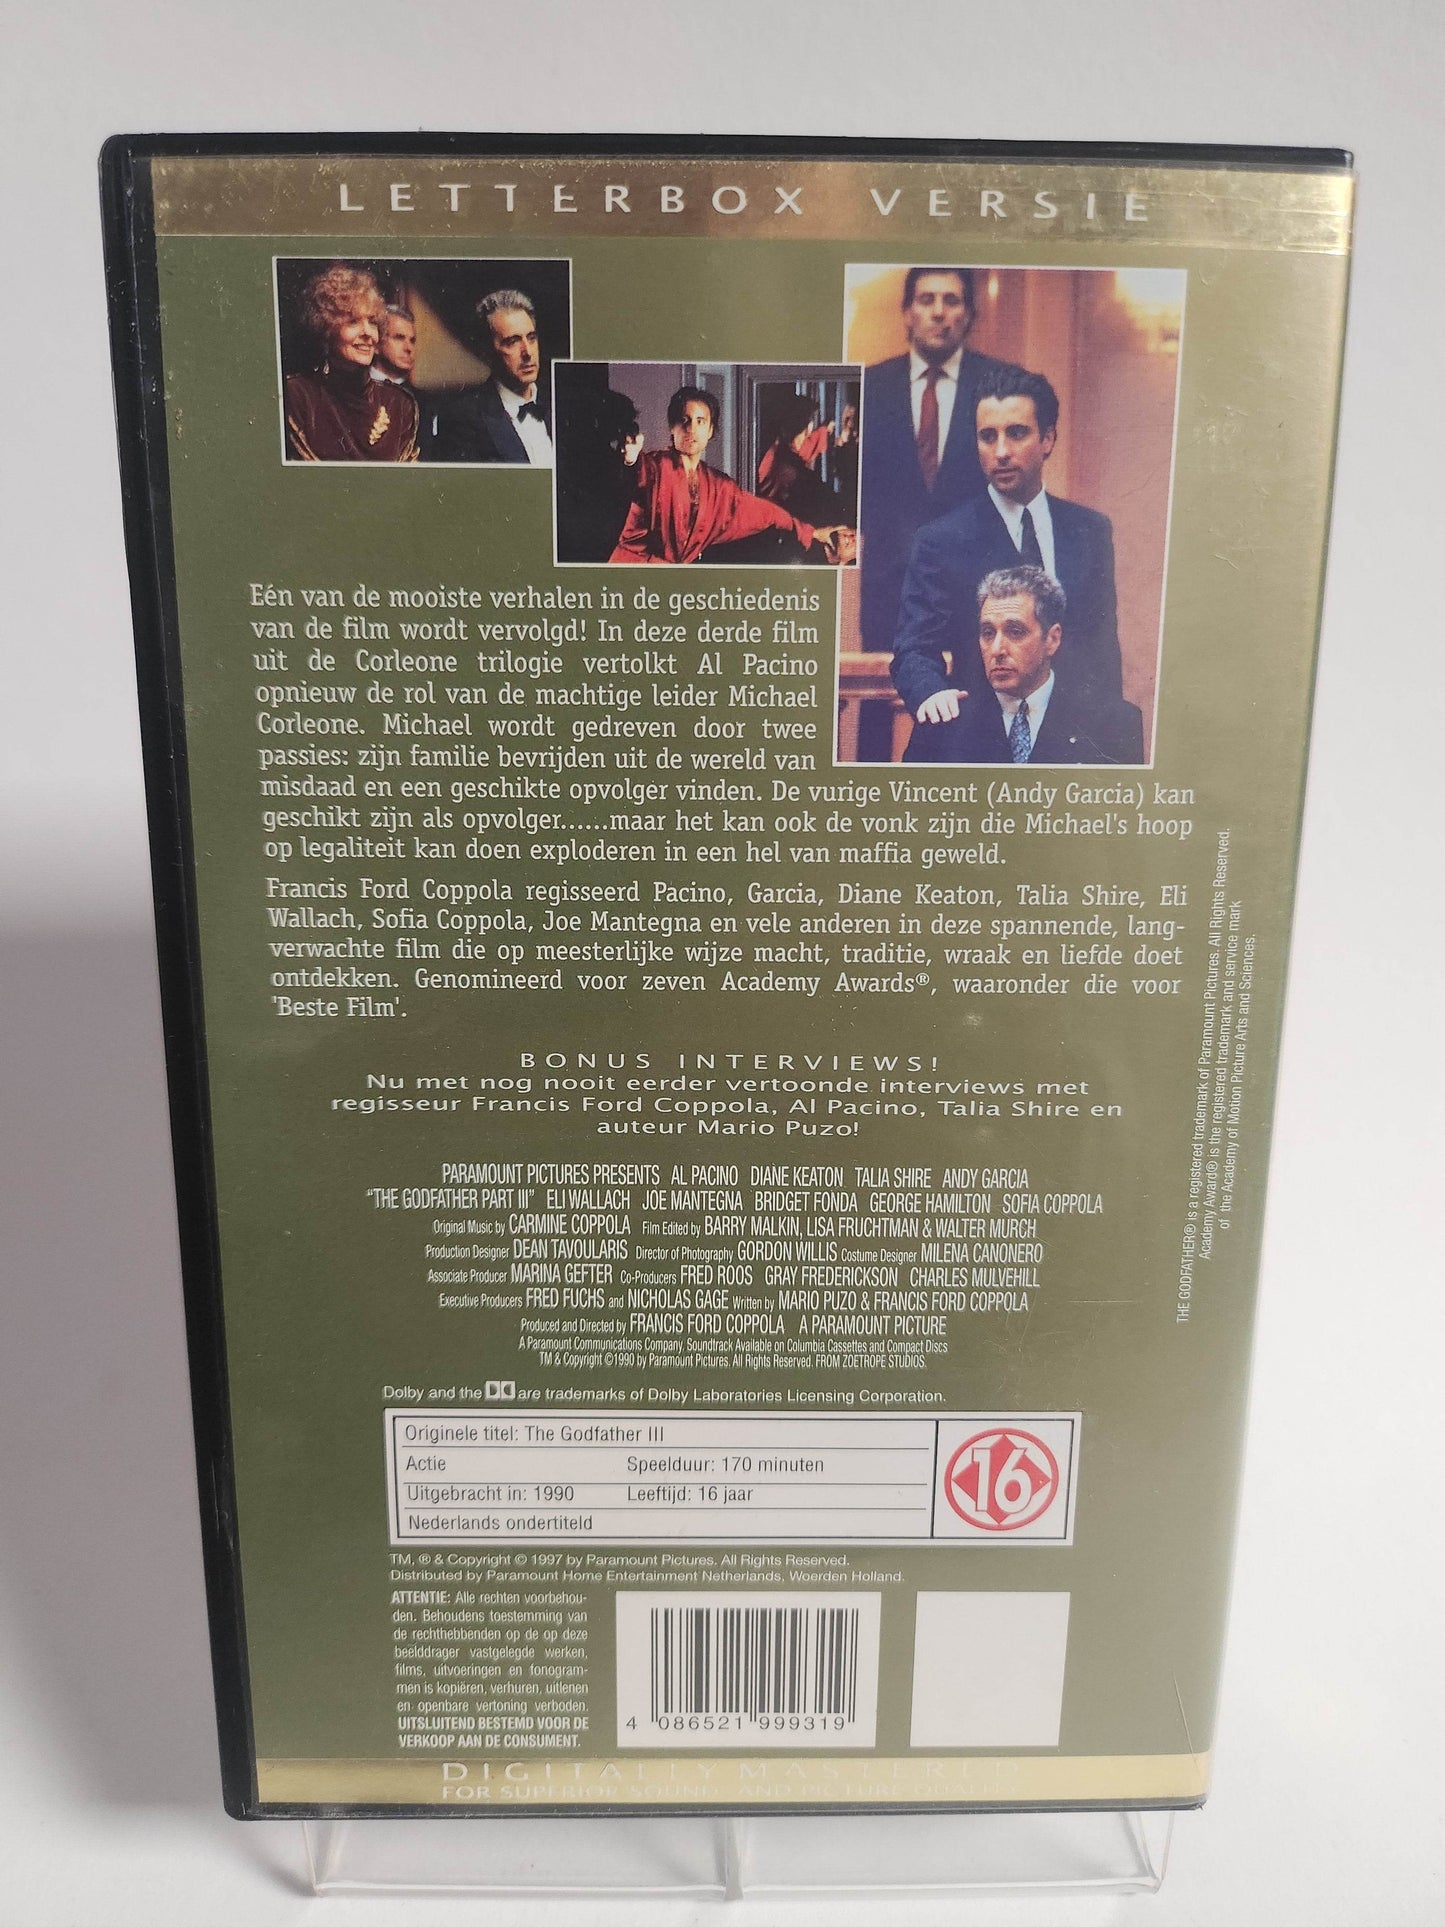 LETTERBOX VERSIE
Eén van de mooiste verhalen in de geschiedenis
van de film wordt vervolgd! In deze derde film
uit de Corleone trilogie vertolkt Al Pacino
opnieuw de rol van de machtige leider Michael
Corleone. Michael wordt gedreven door twee
passies: zijn familie bevrijden uit de wereld van
misdaad en een geschikte opvolger vinden. De vurige Vincent (Andy Garcia) kan
geschikt zijn als opvolger......maar het kan ook de vonk zijn die Michael's hoop
op legaliteit kan doen exploderen in een hel van maffia geweld.
Francis Ford Coppola regisseerd Pacino, Garcia, Diane Keaton, Talia Shire, Eli
Wallach, Sofia Coppola, Joe Mantegna en vele anderen in deze spannende, lang-
verwachte film die op meesterlijke wijze macht, traditie, wraak en liefde doet
ontdekken. Genomineerd voor zeven Academy Awards®, waaronder die voor
'Beste Film'.
BONUS INTERVIEWS!
Nu met nog nooit eerder vertoonde interviews met
regisseur Francis Ford Coppola, Al Pacino, Talia Shire en
auteur Mario Puzo!
PARAMOUNT PICTURES PRESENTS AL PACINO DIANE KEATON TALIA SHIRE ANDY GARCIA
"THE GODFATHER PART III" ELI WALLACH JOE MANTEGNA BRIDGET FONDA GEORGE HAMILTON SOFIA COPPOLA
Original Music by CARMINE COPPOLA Film Edited by BARRY MALKIN, LISA FRUCHTMAN & WALTER MURCH
Production Designer DEAN TAVOULARIS Director of Photography GORDON WILLIS Costume Designer MILENA CANONERO
Associate Producer MARINA GEFTER Co-Producers FRED ROOS GRAY FREDERICKSON CHARLES MULVEHILL
Executive Producers FRED FUCHS and NICHOLAS GAGE Written by MARIO PUZO & FRANCIS FORD COPPOLA
Produced and Directed by FRANCIS FORD COPPOLA A PARAMOUNT PICTURE
A Paramount Communications Company. Soundtrack Available on Columbia Cassettes and Compact Discs
TM & Copyright ©1990 by Paramount Pictures. All Rights Reserved. FROM ZOETROPE STUDIOS.
THE GODFATHER® is a registered trademark of Paramount Pictures. All Rights Reserved.
Academy Award® is the registered trademark and service mark
of the Academy of Motion Picture Arts and Sciences.
Dolby and the are trademarks of Dolby Laboratories Licensing Corporation.
Originele titel: The Godfather III
Actie Speelduur: 170 minuten
Uitgebracht in: 1990 Leeftijd: 16 jaar
Nederlands ondertiteld
16
TM, ® & Copyright © 1997 by Paramount Pictures. All Rights Reserved.
Distributed by Paramount Home Entertainment Netherlands, Woerden Holland.
ATTENTIE: Alle rechten voorbehou-
den. Behoudens toestemming van
de rechthebbenden op de op deze
beelddrager vastgelegde werken,
films, uitvoeringen en fonogram-
men is kopiëren, verhuren, uitlenen
en openbare vertoning verboden.
UITSLUITEND BESTEMD VOOR DE
VERKOOP AAN DE CONSUMENT.
4 086521 999319
DIGITALLY MASTERED
FOR SUPERIOR SOUND AND PICTURE QUALITY